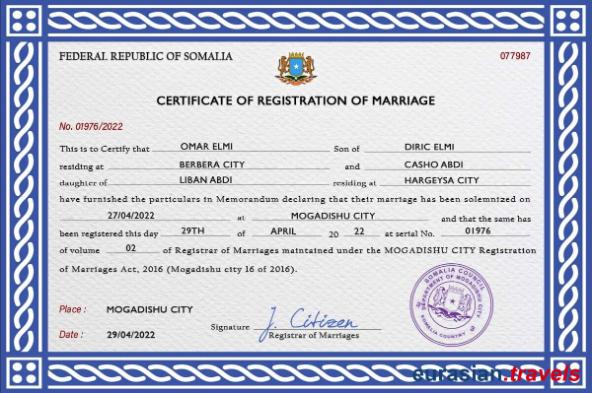 FEDERAL REPUBLIC OF SOMALIA 077987
CERTIFICATE OF REGISTRATION OF MARRIAGE
No. 01976/2022
This is to Certify that OMAR ELMI Son of DIRIC ELMI
residing at BERBERA CITY and CASHO ABDI
daughter of LIBAN ABDI residing at HARGEYSA CITY
have furnished the particulars in Memorandum declaring that their marriage has been solemnized on
27/04/2022 at MOGADISHU CITY and that the same has
been registered this day 29TH of APRIL 20 22 at serial No. 01976
of volume 02 of Registrar of Marriages maintained under the MOGADISHU CITY Registration
of Marriages Act, 2016 (Mogadishu city 16 of 2016).
Place : MOGADISHU CITY
Date : 29/04/2022
Signature J. Citizen
Registrar of Marriages
SOMALIA COUNCIL
DEPARTMENT OF MOGADISHU CITY
SOMALIA COUNTRY
eurasian.travels